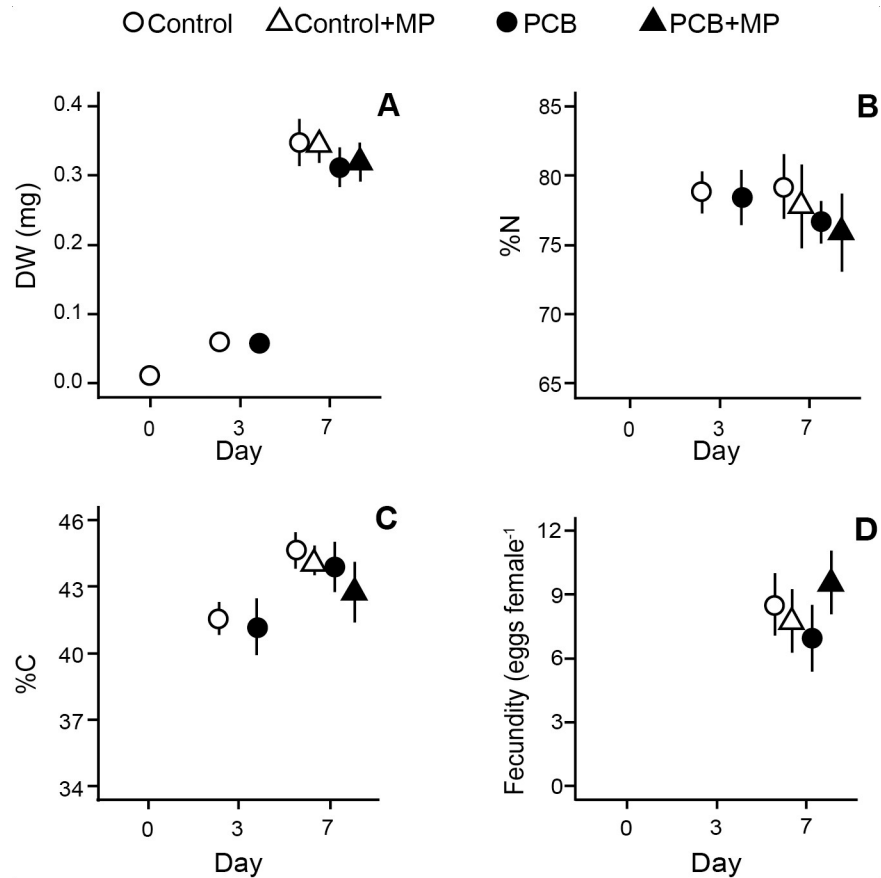 Control Control+MP PCB PCB+MP
A
0.4
0.3
0.2
0.1
0.0
DW (mg)
0 3 7
Day
B
85
80
75
70
65
%N
0 3 7
Day
C
46
43
40
37
34
%C
0 3 7
Day
D
12
9
6
3
0
Fecundity (eggs female⁻¹
0 3 7
Day